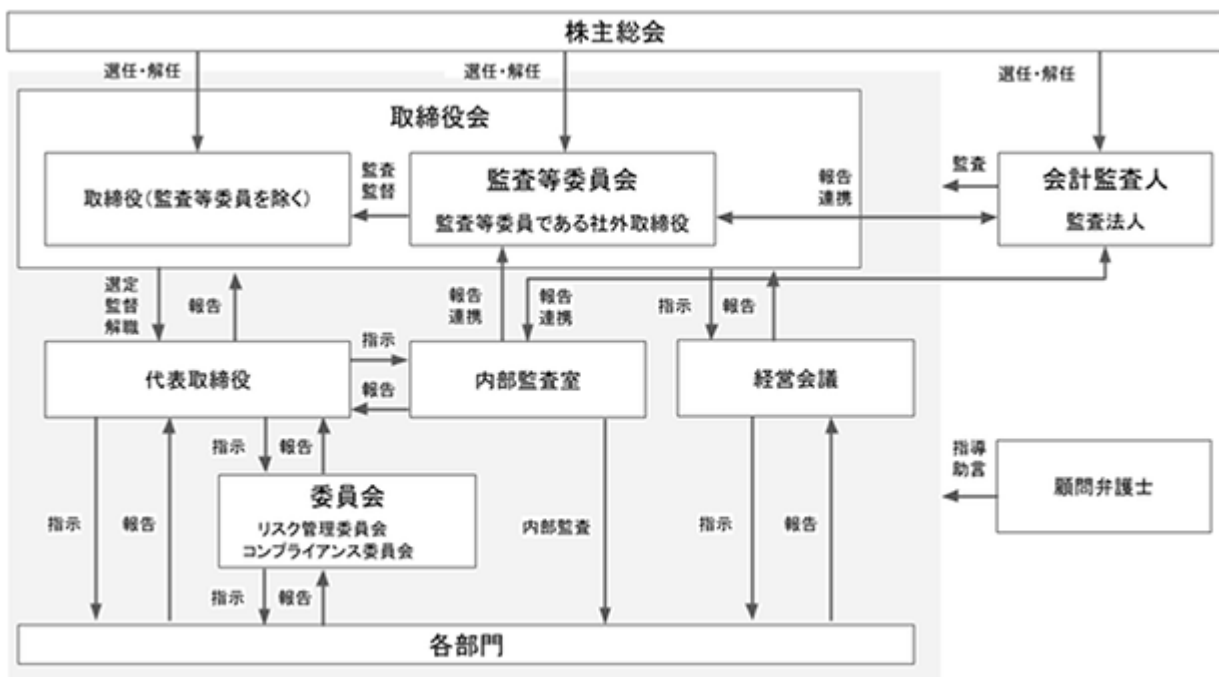 株主総会
選任・解任
選任・解任
選任・解任
取締役会
取締役（監査等委員を除く）
監査
監督
監査等委員会
監査等委員である社外取締役
報告
連携
監査
会計監査人
監査法人
選定
監督
解職
報告
報告
連携
報告
連携
指示
報告
代表取締役
指示
報告
内部監査室
経営会議
指示
報告
委員会
リスク管理委員会
コンプライアンス委員会
指示
報告
内部監査
指示
報告
指導
助言
顧問弁護士
指示
報告
各部門